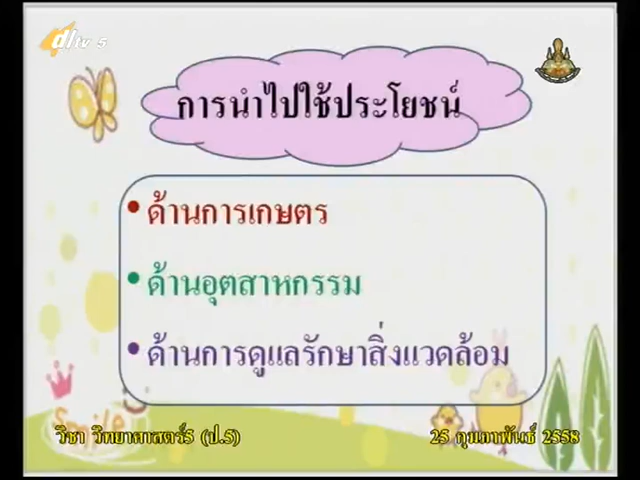 dltv 5
การนำไปใช้ประโยชน์
• ด้านการเกษตร
• ด้านอุตสาหกรรม
• ด้านการดูแลรักษาสิ่งแวดล้อม
Smile
วิชา วิทยาศาสตร์5 (ป.5)
25 กุมภาพันธ์ 2558